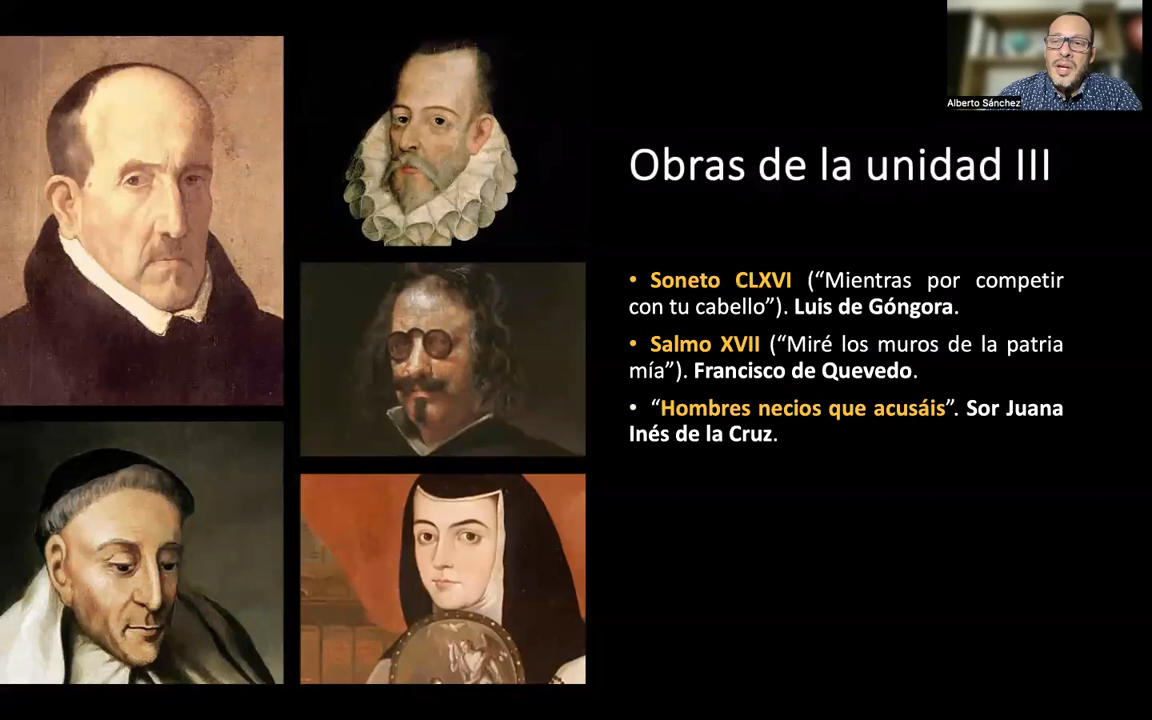 Alberto Sánchez
Obras de la unidad III
• Soneto CLXVI (“Mientras por competir
con tu cabello”). Luis de Góngora.
• Salmo XVII (“Miré los muros de la patria
mía”). Francisco de Quevedo.
• “Hombres necios que acusáis”. Sor Juana
Inés de la Cruz.